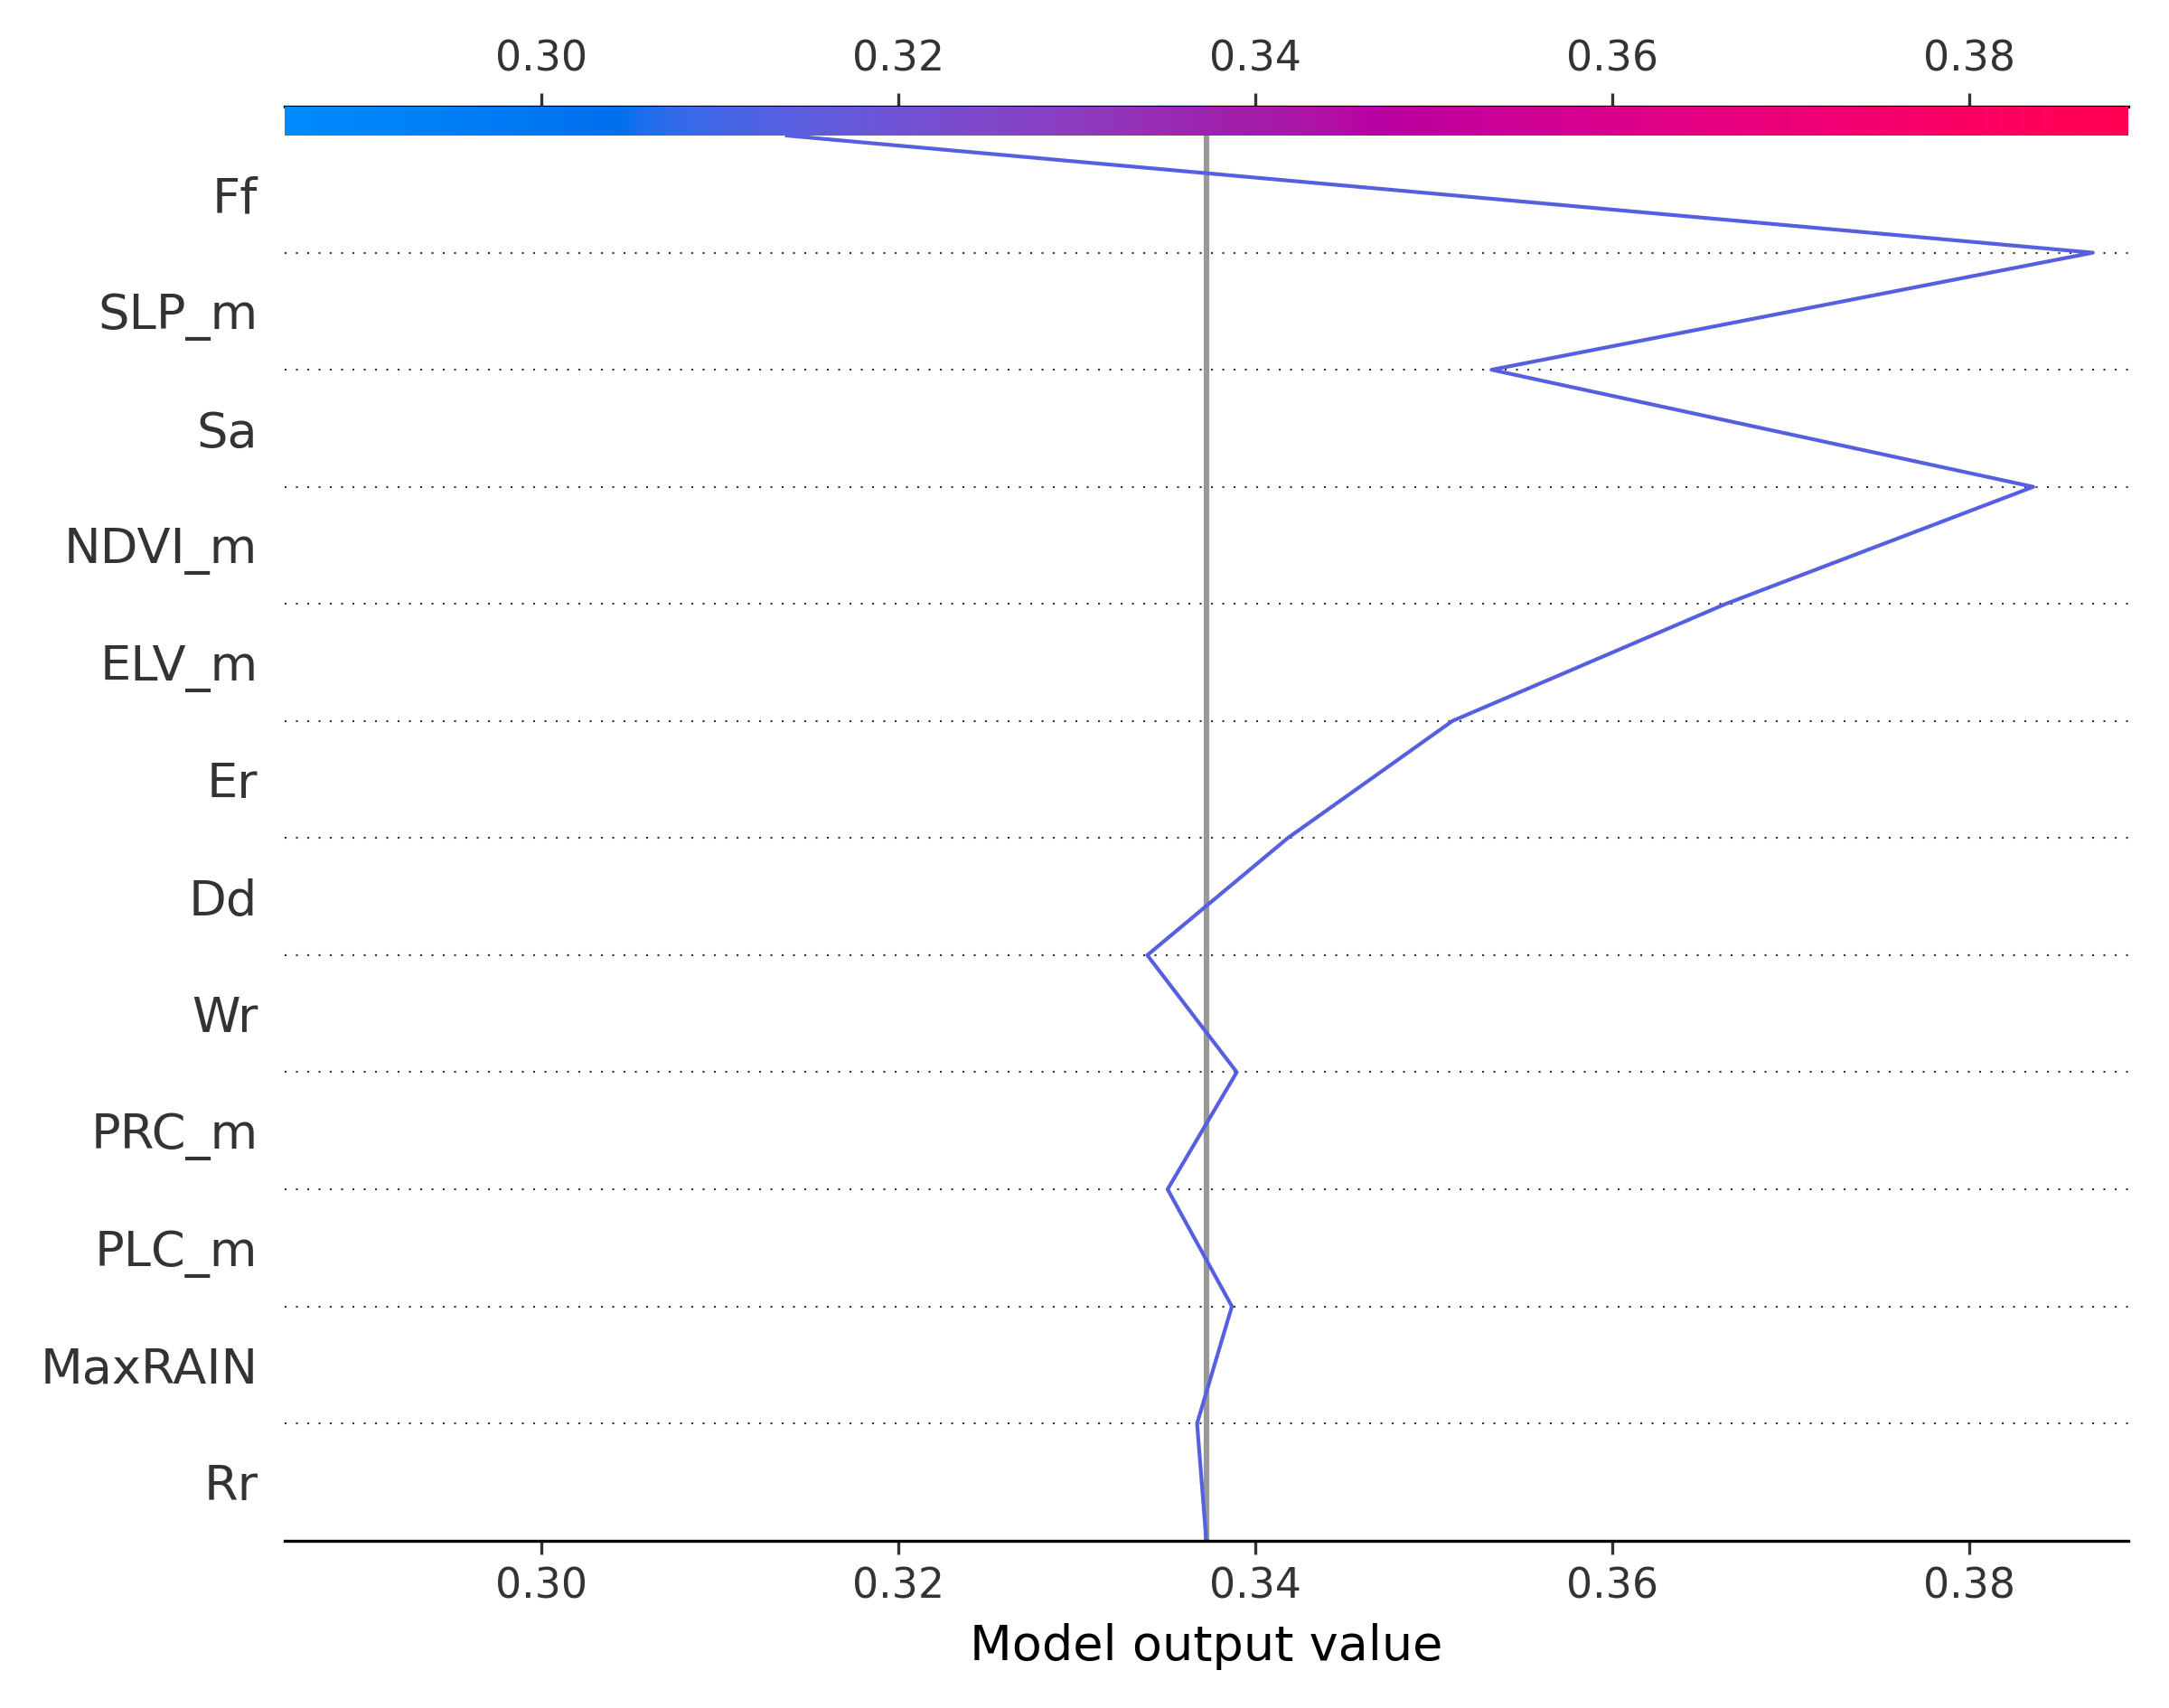 0.30 0.32 0.34 0.36 0.38
Ff
SLP_m
Sa
NDVI_m
ELV_m
Er
Dd
Wr
PRC_m
PLC_m
MaxRAIN
Rr
0.30 0.32 0.34 0.36 0.38
Model output value